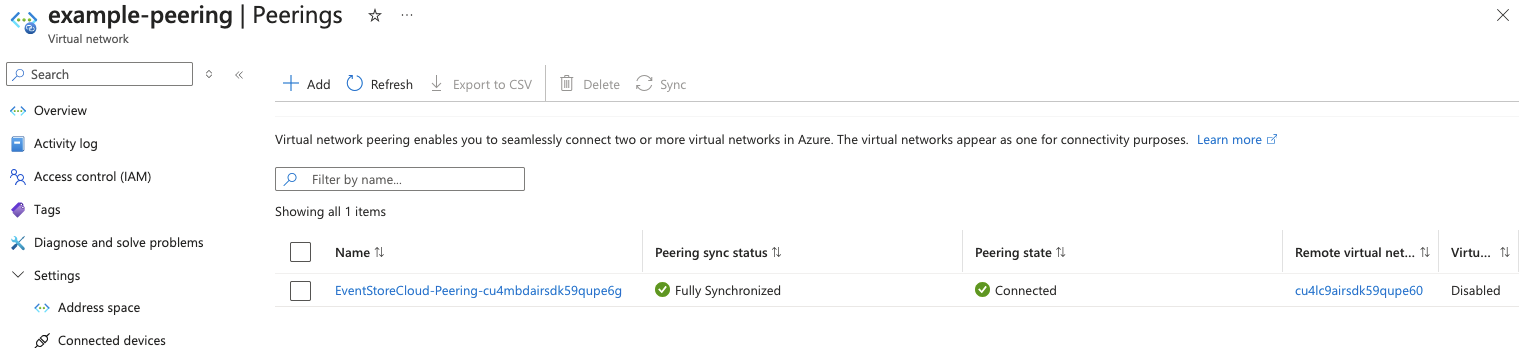 example-peering | Peerings
Virtual network
Search
Overview
Activity log
Access control (IAM)
Tags
Diagnose and solve problems
Settings
Address space
Connected devices
Add Refresh Export to CSV Delete Sync
Virtual network peering enables you to seamlessly connect two or more virtual networks in Azure. The virtual networks appear as one for connectivity purposes. Learn more
Filter by name...
Showing all 1 items
Name Peering sync status Peering state Remote virtual net... Virtu...
EventStoreCloud-Peering-cu4mbdairsdk59qupe6g Fully Synchronized Connected cu4lc9airsdk59qupe60 Disabled